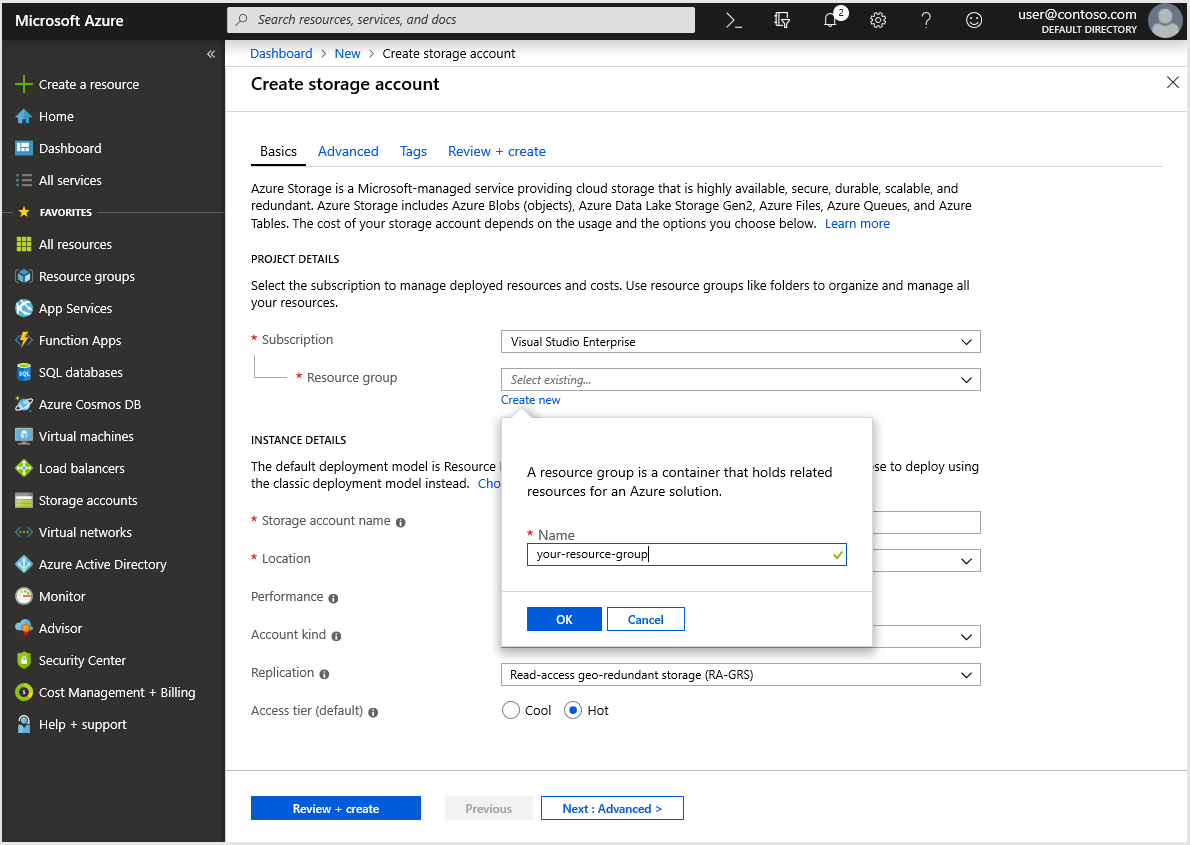 Microsoft Azure
Search resources, services, and docs
2
user@contoso.com
DEFAULT DIRECTORY
«
Create a resource
Home
Dashboard
All services
FAVORITES
All resources
Resource groups
App Services
Function Apps
SQL
SQL databases
Azure Cosmos DB
Virtual machines
Load balancers
Storage accounts
Virtual networks
Azure Active Directory
Monitor
Advisor
Security Center
Cost Management + Billing
Help + support
Dashboard > New > Create storage account
Create storage account
Basics Advanced Tags Review + create
Azure Storage is a Microsoft-managed service providing cloud storage that is highly available, secure, durable, scalable, and
redundant. Azure Storage includes Azure Blobs (objects), Azure Data Lake Storage Gen2, Azure Files, Azure Queues, and Azure
Tables. The cost of your storage account depends on the usage and the options you choose below. Learn more
PROJECT DETAILS
Select the subscription to manage deployed resources and costs. Use resource groups like folders to organize and manage all
your resources.
* Subscription Visual Studio Enterprise
* Resource group Select existing...
Create new
A resource group is a container that holds related
resources for an Azure solution.
* Name
your-resource-group
OK Cancel
INSTANCE DETAILS
The default deployment model is Resource ose to deploy using
the classic deployment model instead. Cho
* Storage account name
* Location
Performance
Account kind
Replication Read-access geo-redundant storage (RA-GRS)
Access tier (default) Cool Hot
Review + create Previous Next : Advanced >